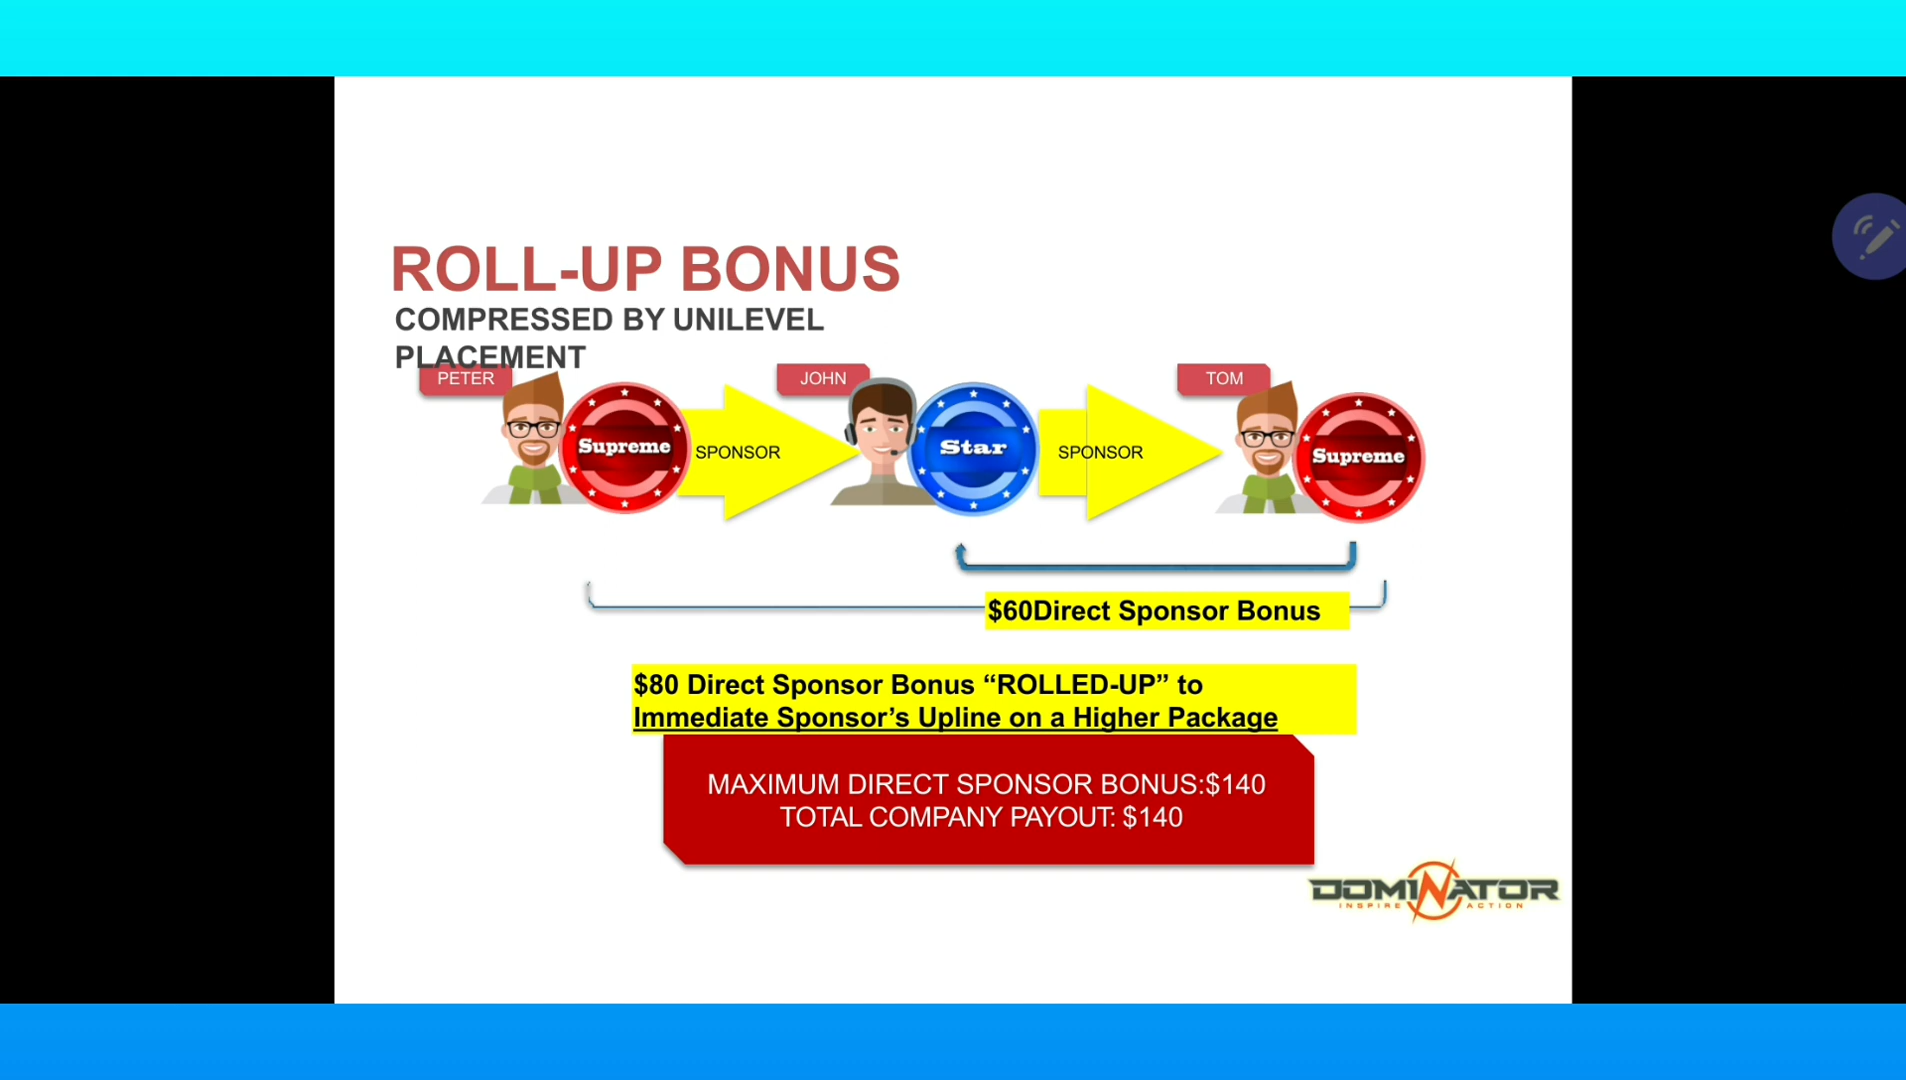 ROLL-UP BONUS
COMPRESSED BY UNILEVEL
PLACEMENT
PETER
JOHN
TOM
Supreme
SPONSOR
Star
SPONSOR
Supreme
$60Direct Sponsor Bonus
$80 Direct Sponsor Bonus “ROLLED-UP” to
Immediate Sponsor’s Upline on a Higher Package
MAXIMUM DIRECT SPONSOR BONUS:$140
TOTAL COMPANY PAYOUT: $140
DOMINATOR
INSPIRE ACTION